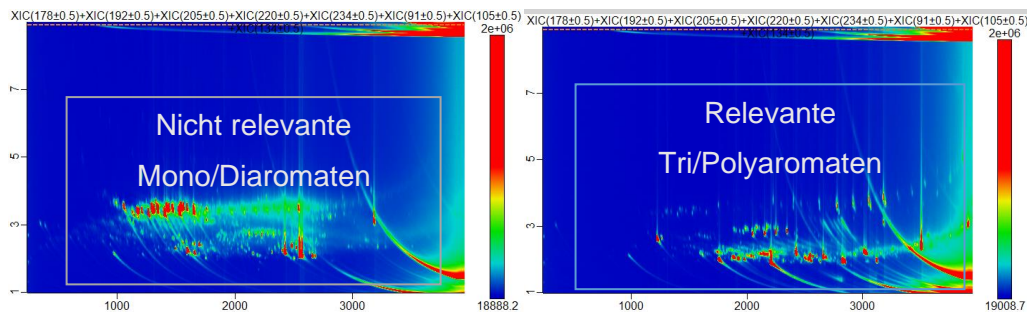 XIC(178±0.5)+XIC(192±0.5)+XIC(205±0.5)+XIC(220±0.5)+XIC(234±0.5)+XIC(91±0.5)+XIC(105±0.5)
2e+06
7
5
3
1
Nicht relevante
Mono/Diaromaten
1000
2000
3000
18888.2
XIC(178±0.5)+XIC(192±0.5)+XIC(205±0.5)+XIC(220±0.5)+XIC(234±0.5)+XIC(91±0.5)+XIC(105±0.5)
2e+06
7
5
3
1
Relevante
Tri/Polyaromaten
1000
2000
3000
19008.7